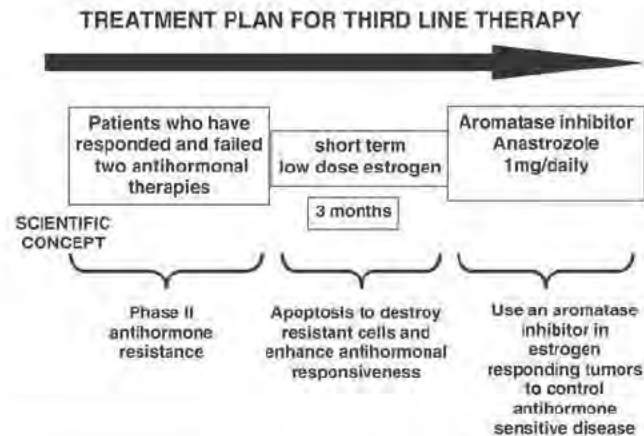 TREATMENT PLAN FOR THIRD LINE THERAPY
Patients who have
responded and failed
two antihormonal
therapies
short term
low dose estrogen
3 months
Aromatase inhibitor
Anastrozole
1mg/daily
SCIENTIFIC
CONCEPT
Phase II
antihormone
resistance
Apoptosis to destroy
resistant cells and
enhance antihormonal
responsiveness
Use an aromatase
inhibitor in
estrogen
responding tumors
to control
antihormone
sensitive disease